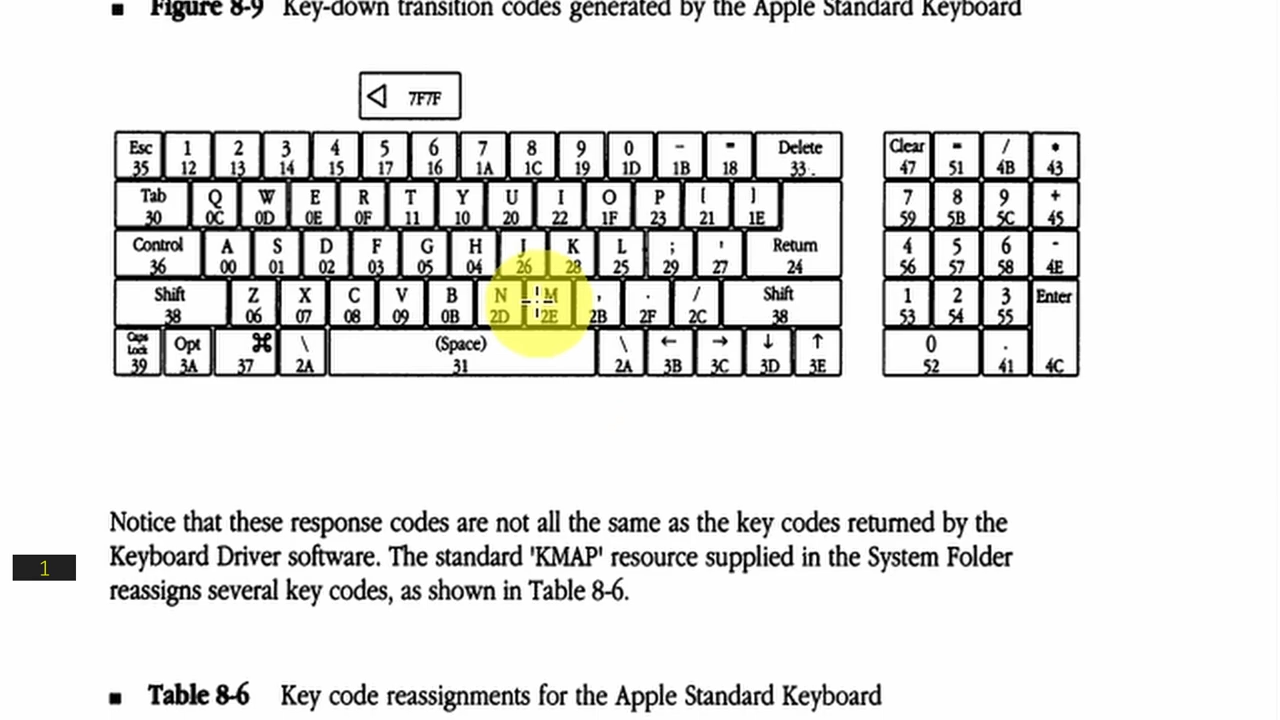 ■ Figure 8-9 Key-down transition codes generated by the Apple Standard Keyboard
◁ 7F7F
Esc 1 2 3 4 5 6 7 8 9 0 - = Delete Clear = / *
35 12 13 14 15 17 16 1A 1C 19 1D 1B 18 33 47 51 4B 43
Tab Q W E R T Y U I O P [ ] 7 8 9 +
30 0C 0D 0E 0F 11 10 20 22 1F 23 21 1E 59 5B 5C 45
Control A S D F G H J K L ; ' Return 4 5 6 -
36 00 01 02 03 05 04 26 28 25 29 27 24 56 57 58 4E
Shift Z X C V B N M , . / Shift 1 2 3 Enter
38 06 07 08 09 0B 2D 2E 2B 2F 2C 38 53 54 55
Caps Lock Opt ⌘ \ (Space) \ ← → ↓ ↑ 0 .
39 3A 37 2A 31 2A 3B 3C 3D 3E 52 41 4C
Notice that these response codes are not all the same as the key codes returned by the
Keyboard Driver software. The standard 'KMAP' resource supplied in the System Folder
1
reassigns several key codes, as shown in Table 8-6.
■ Table 8-6 Key code reassignments for the Apple Standard Keyboard